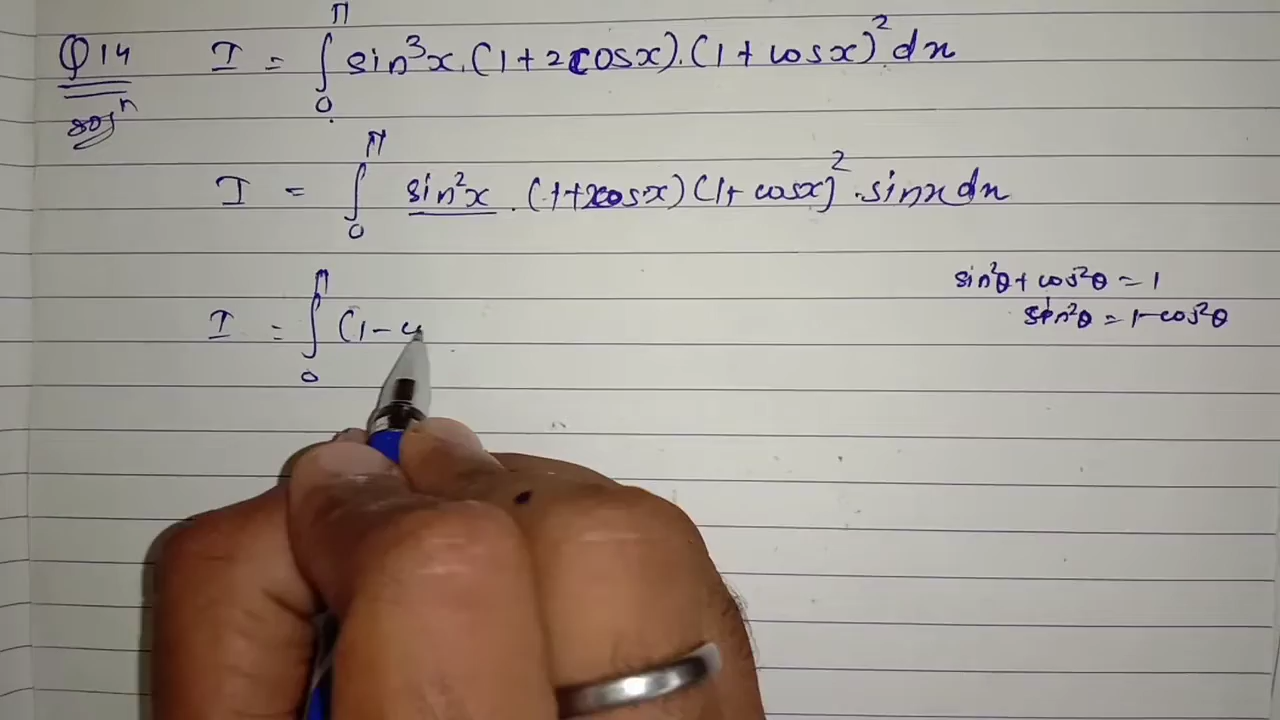 Q14 I = ∫₀^π sin³x.(1+2cosx).(1+cosx)² dx
solⁿ
I = ∫₀^π sin²x .(1+2cosx)(1+cosx)² .sinx dx
sin²θ + cos²θ = 1
sin²θ = 1-cos²θ
I = ∫₀^π (1-c